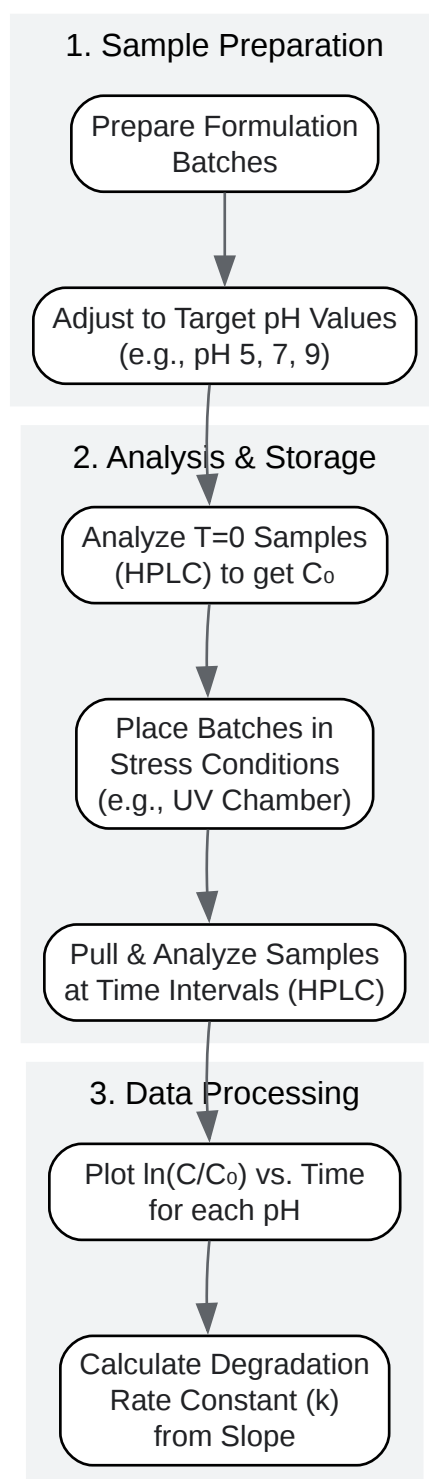 1. Sample Preparation
Prepare Formulation
Batches
Adjust to Target pH Values
(e.g., pH 5, 7, 9)
2. Analysis & Storage
Analyze T=0 Samples
(HPLC) to get C₀
Place Batches in
Stress Conditions
(e.g., UV Chamber)
Pull & Analyze Samples
at Time Intervals (HPLC)
3. Data Processing
Plot ln(C/C₀) vs. Time
for each pH
Calculate Degradation
Rate Constant (k)
from Slope